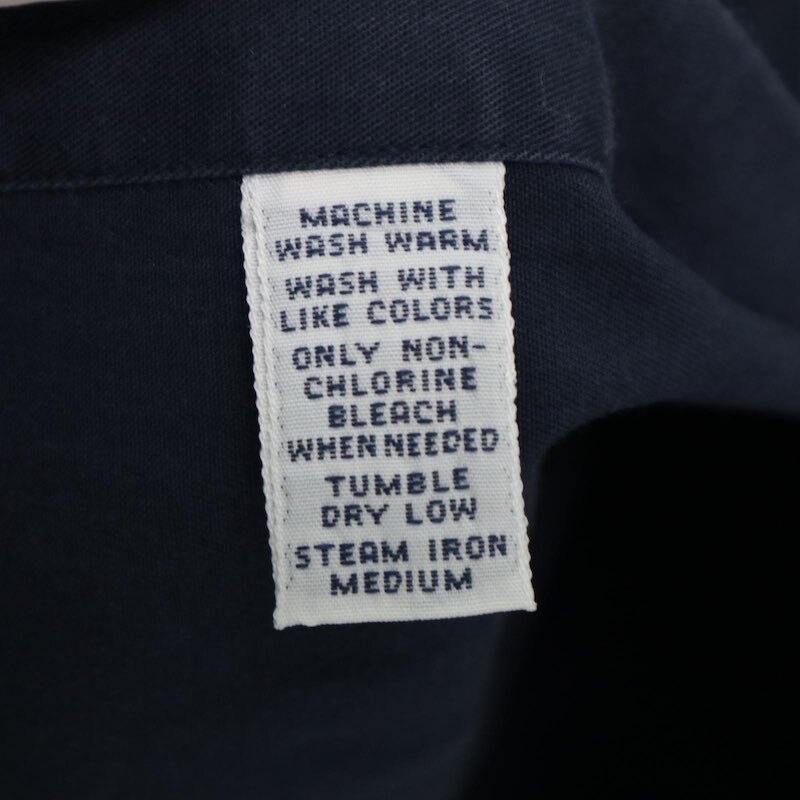 MACHINE
WASH WARM
WASH WITH
LIKE COLORS
ONLY NON-
CHLORINE
BLEACH
WHEN NEEDED
TUMBLE
DRY LOW
STEAM IRON
MEDIUM